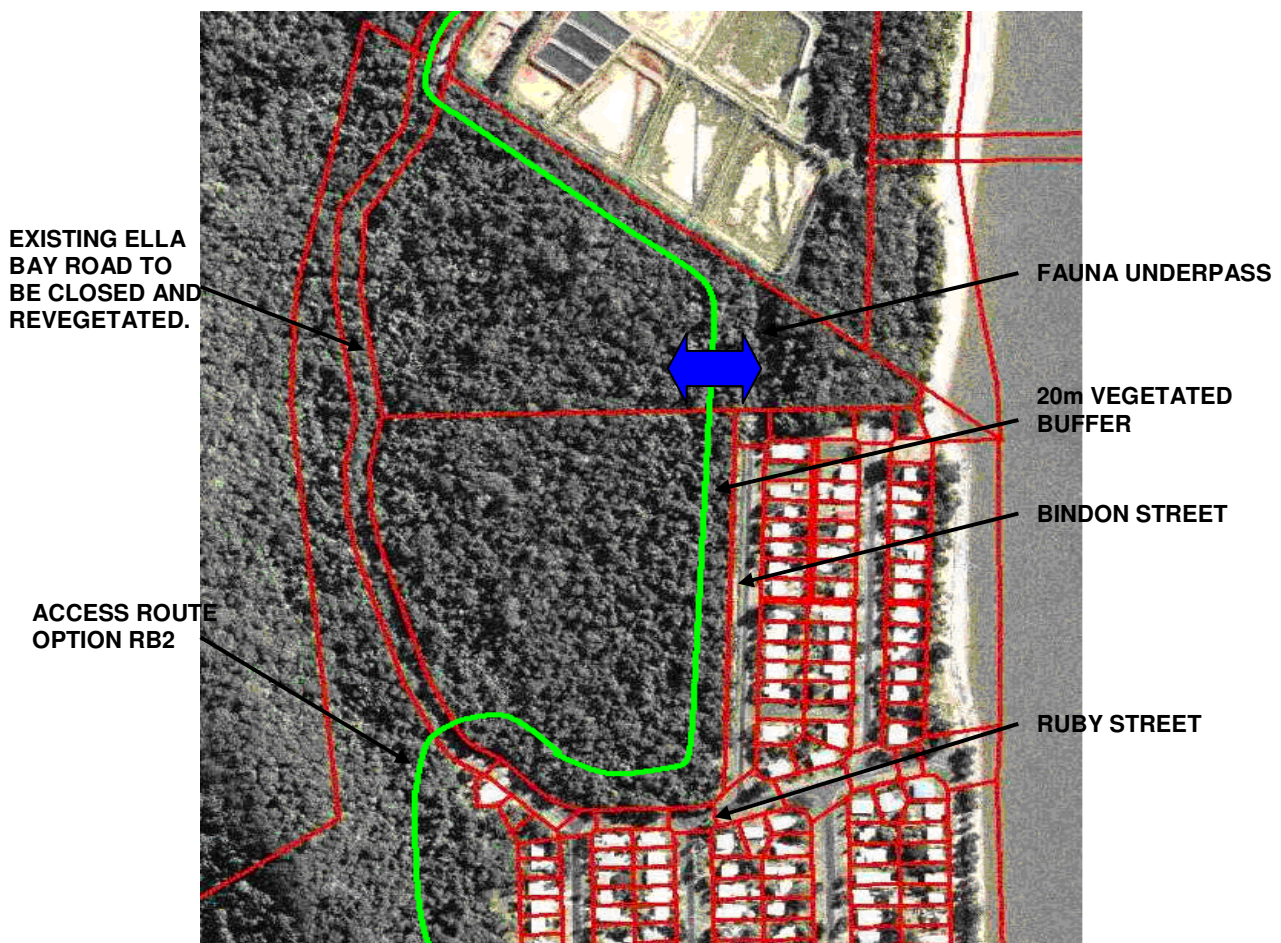 EXISTING ELLA
BAY ROAD TO
BE CLOSED AND
REVEGETATED.
ACCESS ROUTE
OPTION RB2
FAUNA UNDERPASS
20m VEGETATED
BUFFER
BINDON STREET
RUBY STREET